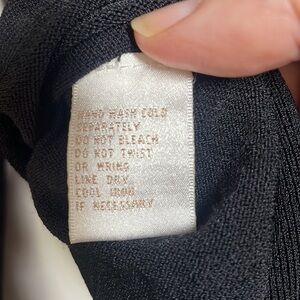 HAND WASH COLD
SEPARATELY
DO NOT BLEACH
DO NOT TWIST
OR WRING
LINE DRY
COOL IRON
IF NECESSARY